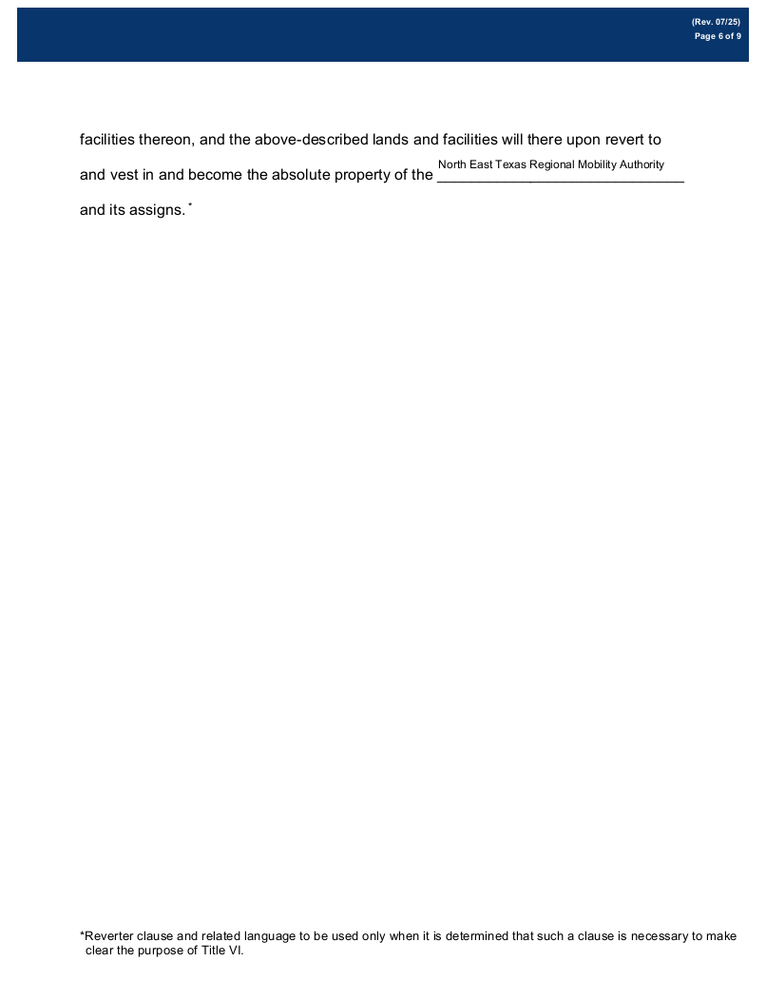 (Rev. 07/25)
Page 6 of 9
facilities thereon, and the above-described lands and facilities will there upon revert to
and vest in and become the absolute property of the North East Texas Regional Mobility Authority
and its assigns. *
*Reverter clause and related language to be used only when it is determined that such a clause is necessary to make
clear the purpose of Title VI.